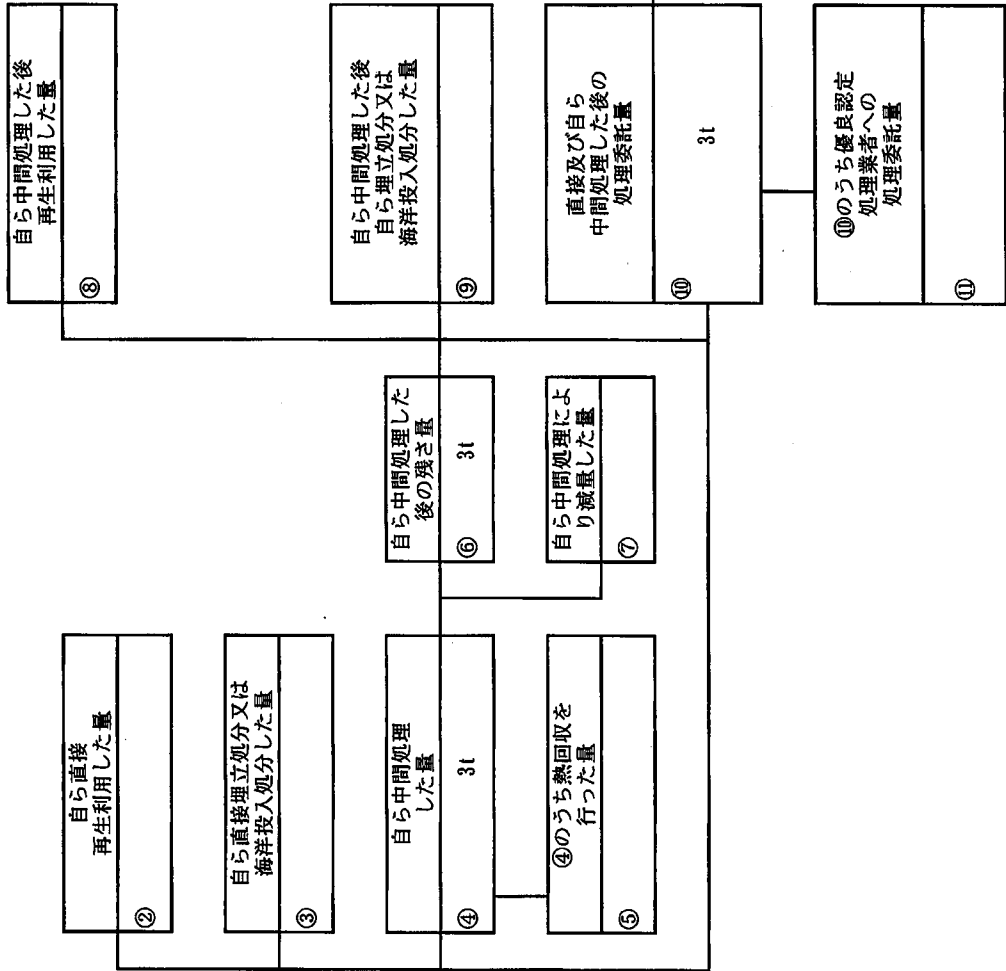 自ら直接
再生利用した量
②
自ら直接埋立処分又は
海洋投入処分した量
③
自ら中間処理
した量
④
3t
④のうち熱回収を
行った量
⑤
自ら中間処理した
後の残さ量
⑥
3t
自ら中間処理によ
り減量した量
⑦
自ら中間処理した後
再生利用した量
⑧
自ら中間処理した後
自ら埋立処分又は
海洋投入処分した量
⑨
直接及び自ら
中間処理した後の
処理委託量
⑩
3t
⑩のうち優良認定
処理業者への
処理委託量
⑪